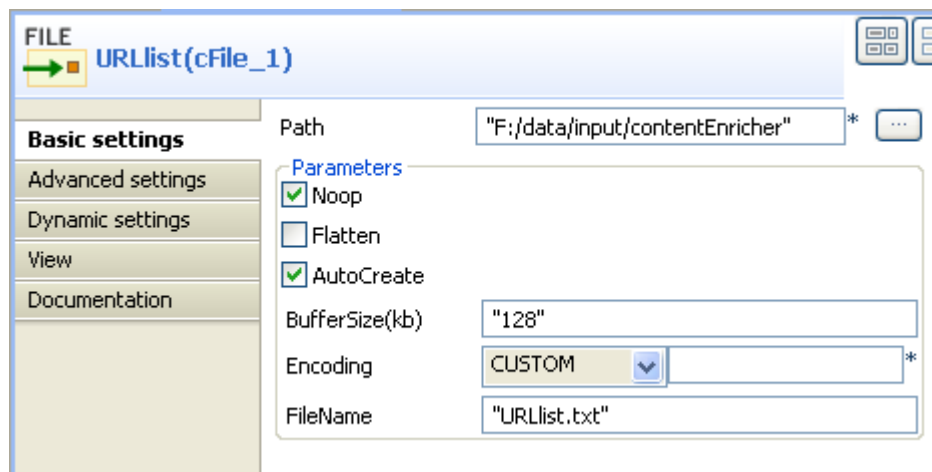 FILE
URLlist(cFile_1)
Basic settings
Advanced settings
Dynamic settings
View
Documentation
Path "F:/data/input/contentEnricher" * ...
Parameters
Noop
Flatten
AutoCreate
BufferSize(kb) "128"
Encoding CUSTOM *
FileName "URLlist.txt"